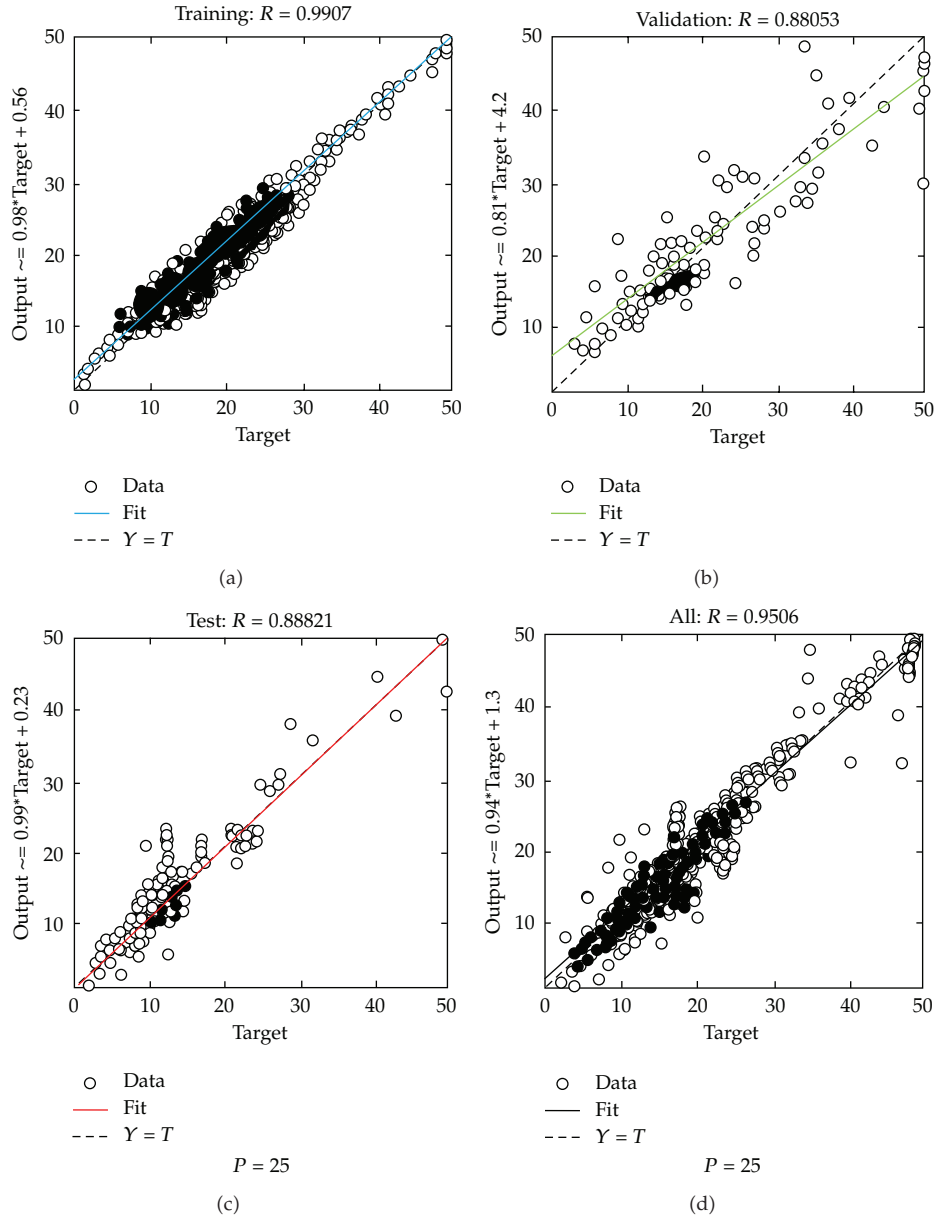 Training: R = 0.9907
Output ~= 0.98*Target + 0.56
50
40
30
20
10
0 10 20 30 40 50
Target
Data
Fit
Y = T
(a)
Validation: R = 0.88053
Output ~= 0.81*Target + 4.2
50
40
30
20
10
0 10 20 30 40 50
Target
Data
Fit
Y = T
(b)
Test: R = 0.88821
Output ~= 0.99*Target + 0.23
50
40
30
20
10
0 10 20 30 40 50
Target
Data
Fit
Y = T
P = 25
(c)
All: R = 0.9506
Output ~= 0.94*Target + 1.3
50
40
30
20
10
0 10 20 30 40 50
Target
Data
Fit
Y = T
P = 25
(d)